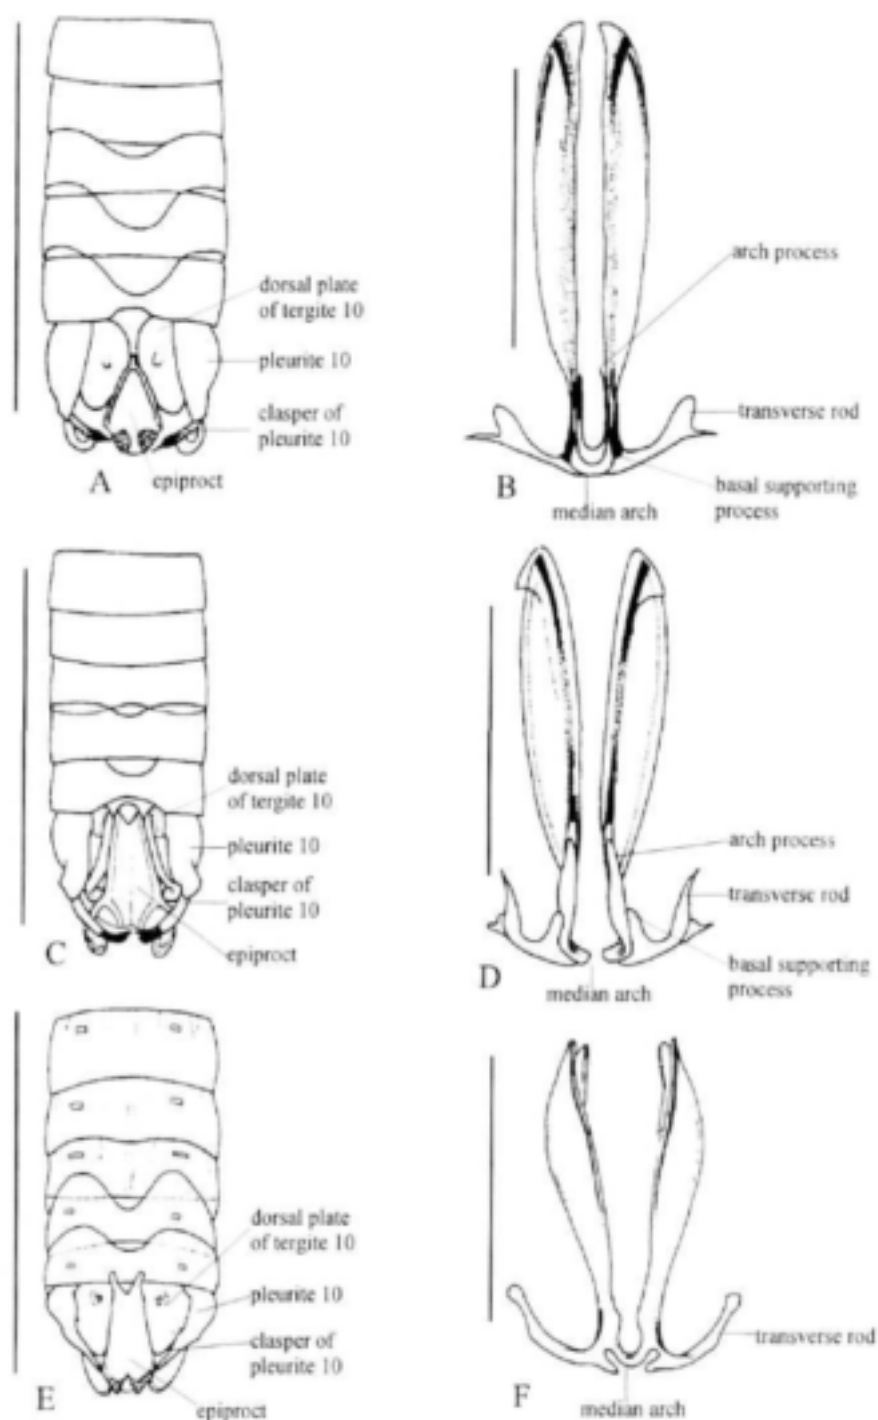 dorsal plate
of tergite 10
pleurite 10
clasper of
pleurite 10
epiproct
A
arch process
transverse rod
basal supporting
process
median arch
B
dorsal plate
of tergite 10
pleurite 10
clasper of
pleurite 10
epiproct
C
arch process
transverse rod
basal supporting
process
median arch
D
dorsal plate
of tergite 10
pleurite 10
clasper of
pleurite 10
epiproct
E
transverse rod
median arch
F